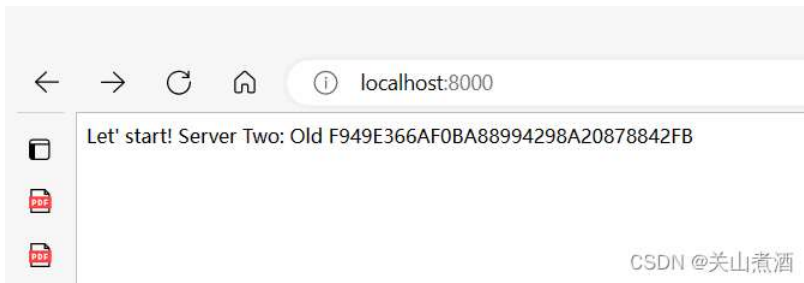 localhost:8000
Let' start! Server Two: Old F949E366AF0BA88994298A20878842FB
PDF
PDF
CSDN @关山煮酒